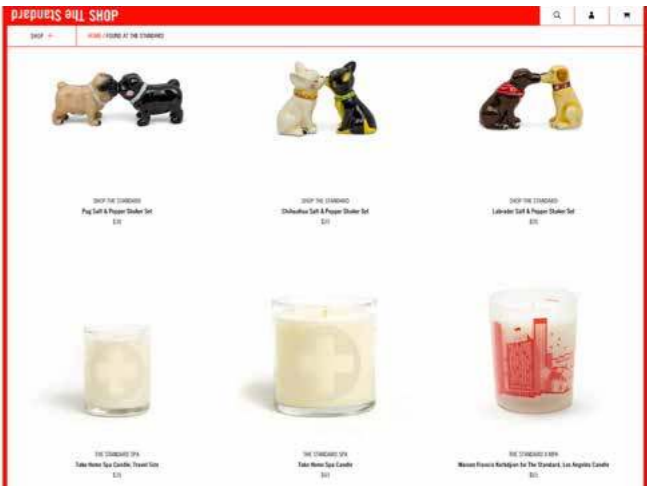 The Standard SHOP
SHOP +
HOME / FOUND AT THE STANDARD
SHOP THE STANDARD
Pug Salt & Pepper Shaker Set
SHOP THE STANDARD
Chihuahua Salt & Pepper Shaker Set
SHOP THE STANDARD
Labrador Salt & Pepper Shaker Set
THE STANDARD SPA
Take Home Spa Candle, Travel Size
THE STANDARD SPA
Take Home Spa Candle
THE STANDARD X MFK
Maison Francis Kurkdjian for The Standard, Los Angeles Candle